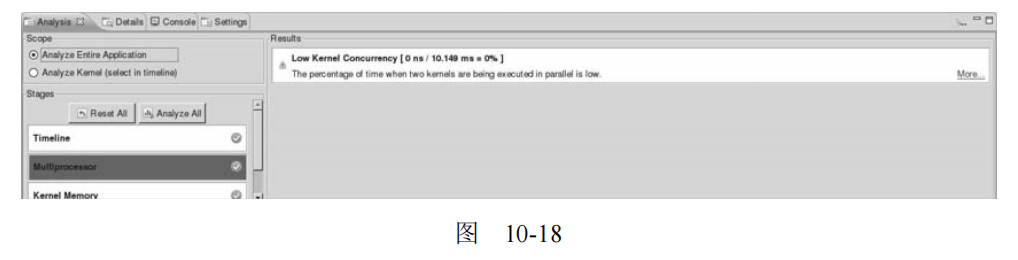 Analysis Details Console Settings
Scope
Analyze Entire Application
Analyze Kernel (select in timeline)
Stages
Reset All Analyze All
Timeline
Multiprocessor
Kernel Memory
Results
Low Kernel Concurrency [ 0 ns / 10.149 ms = 0% ]
The percentage of time when two kernels are being executed in parallel is low.
More...
图 10-18